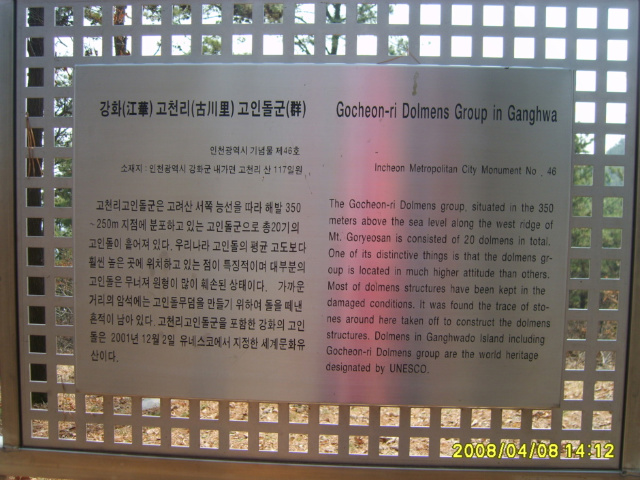 강화(江華) 고천리(古川里) 고인돌군(群)
인천광역시 기념물 제46호
소재지 : 인천광역시 강화군 내가면 고천리 산 117일원
고천리고인돌군은 고려산 서쪽 능선을 따라 해발 350
~250m 지점에 분포하고 있는 고인돌군으로 총20기의
고인돌이 흩어져 있다. 우리나라 고인돌의 평균 고도보다
훨씬 높은 곳에 위치하고 있는 점이 특징적이며 대부분의
고인돌은 무너져 원형이 많이 훼손된 상태이다. 가까운
거리의 암석에는 고인돌무덤을 만들기 위하여 돌을 떼낸
흔적이 남아 있다. 고천리고인돌군을 포함한 강화의 고인
돌은 2001년 12월 2일 유네스코에서 지정한 세계문화유
산이다.
Gocheon-ri Dolmens Group in Ganghwa
Incheon Metropolitan City Monument No. 46
The Gocheon-ri Dolmens group, situated in the 350
meters above the sea level along the west ridge of
Mt. Goryeosan is consisted of 20 dolmens in total.
One of its distinctive things is that the dolmens gr-
oup is located in much higher attitude than others.
Most of dolmens structures have been kept in the
damaged conditions. It was found the trace of sto-
nes around here taken off to construct the dolmens
structures. Dolmens in Ganghwado Island including
Gocheon-ri Dolmens group are the world heritage
designated by UNESCO.
2008/04/08 14:12